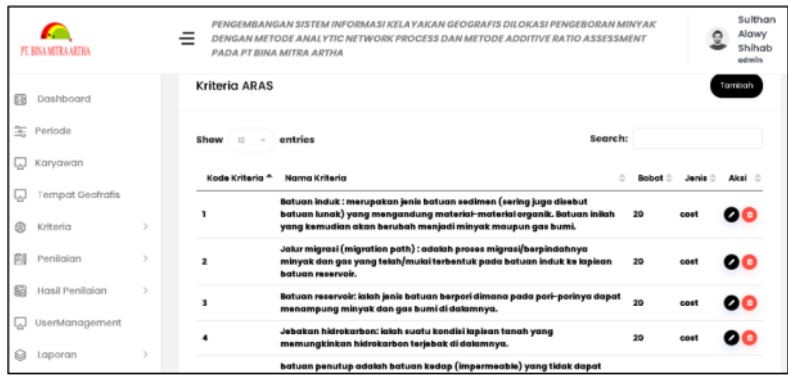 PENGEMBANGAN SISTEM INFORMASI KELAYAKAN GEOGRAFIS DILOKASI PENGEBORAN MINYAK
DENGAN METODE ANALYTIC NETWORK PROCESS DAN METODE ADDITIVE RATIO ASSESSMENT
PADA PT BINA MITRA ARTHA
PT. BINA MITRA ARTHA
Sulthan
Alawy
Shihab
admin
Dashboard
Periode
Karyawan
Tempat Geofrafis
Kriteria
Penilaian
Hasil Penilaian
UserManagement
Laporan
Kriteria ARAS
Tambah
Show 10 entries
Search:
Kode Kriteria Nama Kriteria Bobot Jenis Aksi
Batuan induk : merupakan jenis batuan sedimen (sering juga disebut
1 batuan lunak) yang mengandung material-material organik. Batuan inilah 20 cost
yang kemudian akan berubah menjadi minyak maupun gas bumi.
Jalur migrasi (migration path) : adalah proses migrasi/berpindahnya
2 minyak dan gas yang telah/mulai terbentuk pada batuan induk ke lapisan 20 cost
batuan reservoir.
3 Batuan reservoir: ialah jenis batuan berpori dimana pada pori-porinya dapat 20 cost
menampung minyak dan gas bumi di dalamnya.
4 Jebakan hidrokarbon: ialah suatu kondisi lapisan tanah yang 20 cost
memungkinkan hidrokarbon terjebak di dalamnya.
batuan penutup adalah batuan kedap (impermeable) yang tidak dapat